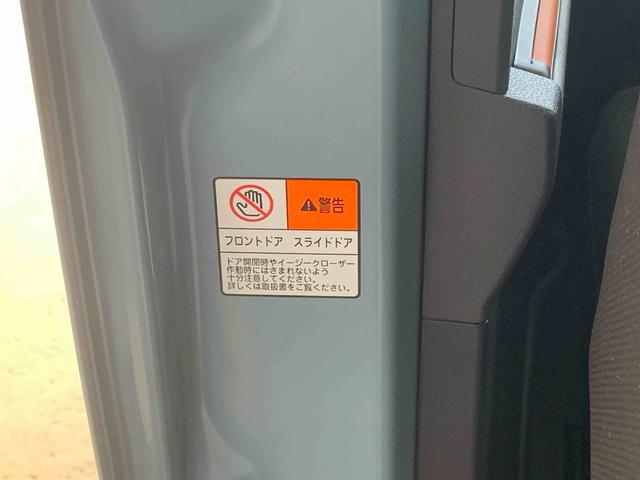 警告
フロントドア スライドドア
ドア開閉時やイージークローザー
作動時にはさまれないよう
十分注意してください。
詳しくは取扱書をご覧ください。